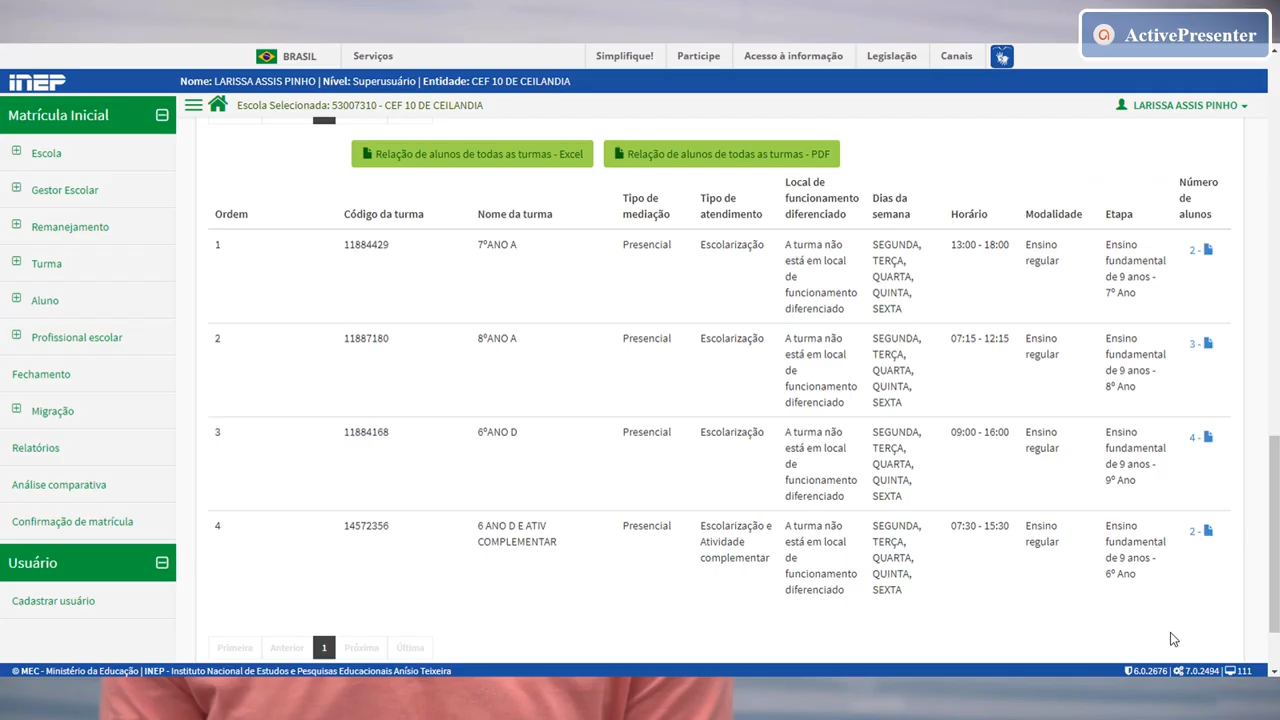 ActivePresenter
BRASIL Serviços Simplifique! Participe Acesso à informação Legislação Canais
INEP Nome: LARISSA ASSIS PINHO | Nível: Superusuário | Entidade: CEF 10 DE CEILANDIA
Escola Selecionada: 53007310 - CEF 10 DE CEILANDIA LARISSA ASSIS PINHO
Matrícula Inicial
Escola
Gestor Escolar
Remanejamento
Turma
Aluno
Profissional escolar
Fechamento
Migração
Relatórios
Análise comparativa
Confirmação de matrícula
Usuário
Cadastrar usuário
Relação de alunos de todas as turmas - Excel Relação de alunos de todas as turmas - PDF
Local de Número
Tipo de Tipo de funcionamento Dias da de
Ordem Código da turma Nome da turma mediação atendimento diferenciado semana Horário Modalidade Etapa alunos
1 11884429 7ºANO A Presencial Escolarização A turma não SEGUNDA, 13:00 - 18:00 Ensino Ensino 2 -
está em local TERÇA, regular fundamental
de QUARTA, de 9 anos -
funcionamento QUINTA, 7º Ano
diferenciado SEXTA
2 11887180 8ºANO A Presencial Escolarização A turma não SEGUNDA, 07:15 - 12:15 Ensino Ensino 3 -
está em local TERÇA, regular fundamental
de QUARTA, de 9 anos -
funcionamento QUINTA, 8º Ano
diferenciado SEXTA
3 11884168 6ºANO D Presencial Escolarização A turma não SEGUNDA, 09:00 - 16:00 Ensino Ensino 4 -
está em local TERÇA, regular fundamental
de QUARTA, de 9 anos -
funcionamento QUINTA, 9º Ano
diferenciado SEXTA
4 14572356 6 ANO D E ATIV Presencial Escolarização e A turma não SEGUNDA, 07:30 - 15:30 Ensino Ensino 2 -
COMPLEMENTAR Atividade está em local TERÇA, regular fundamental
complementar de QUARTA, de 9 anos -
funcionamento QUINTA, 6º Ano
diferenciado SEXTA
Primeira Anterior 1 Próxima Última
© MEC - Ministério da Educação | INEP - Instituto Nacional de Estudos e Pesquisas Educacionais Anísio Teixeira 6.0.2676 | 7.0.2494 | 111